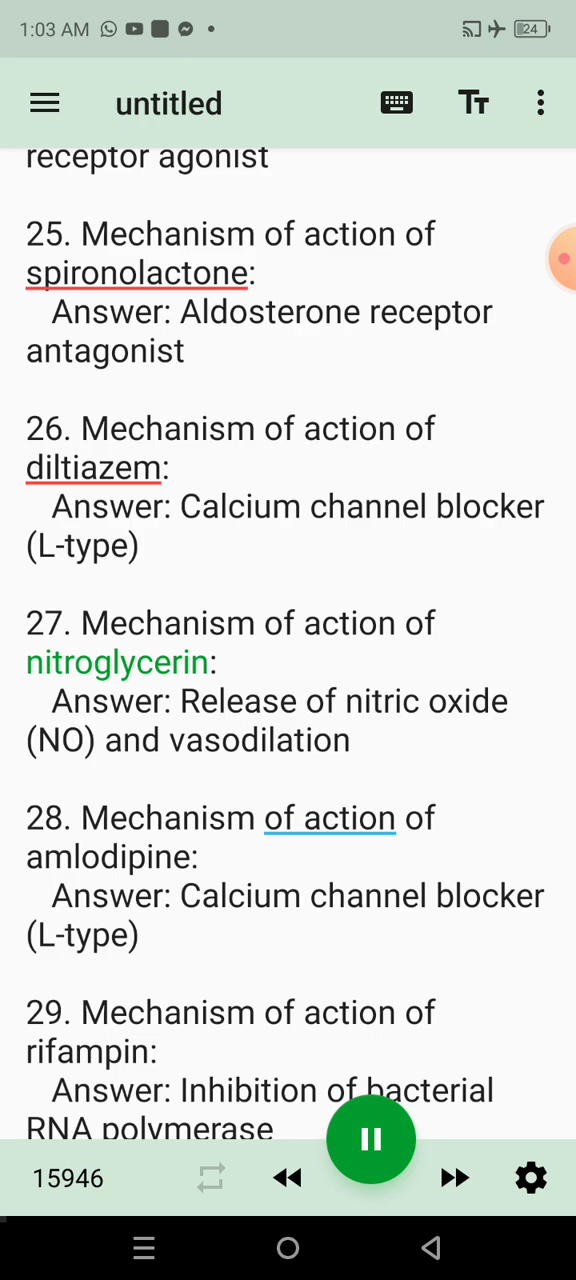 1:03 AM
24
untitled
receptor agonist
25. Mechanism of action of
spironolactone:
Answer: Aldosterone receptor
antagonist
26. Mechanism of action of
diltiazem:
Answer: Calcium channel blocker
(L-type)
27. Mechanism of action of
nitroglycerin:
Answer: Release of nitric oxide
(NO) and vasodilation
28. Mechanism of action of
amlodipine:
Answer: Calcium channel blocker
(L-type)
29. Mechanism of action of
rifampin:
Answer: Inhibition of bacterial
RNA polymerase
15946